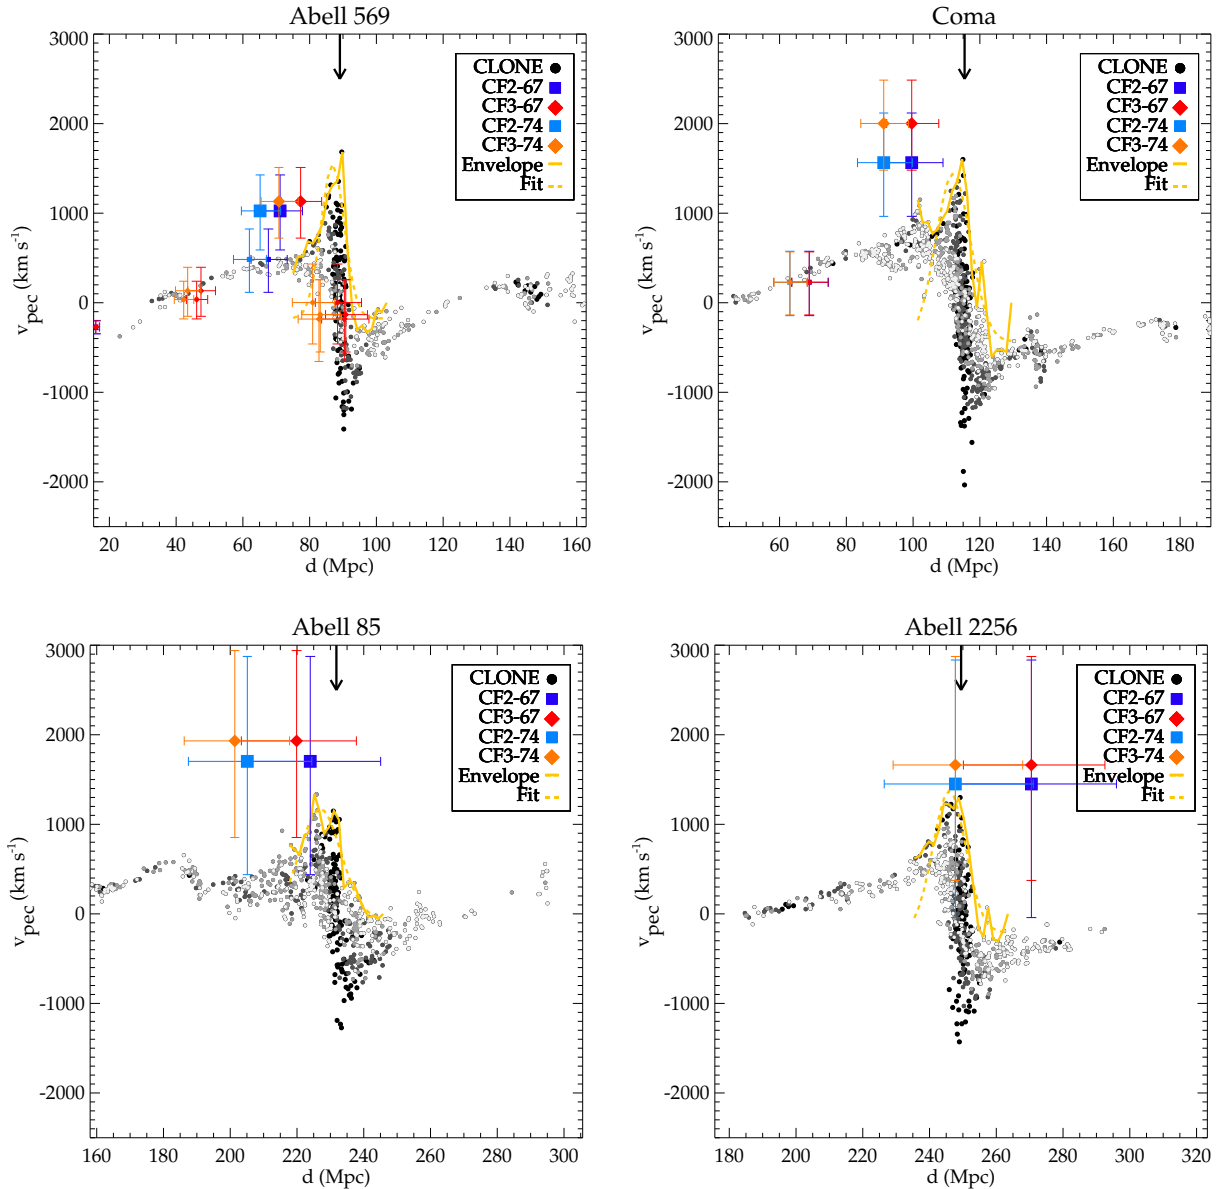 Abell 569
3000
2000
1000
0
-1000
-2000
v_pec (km s^-1)
CLONE
CF2-67
CF3-67
CF2-74
CF3-74
Envelope
Fit
20 40 60 80 100 120 140 160
d (Mpc)
Coma
3000
2000
1000
0
-1000
-2000
v_pec (km s^-1)
CLONE
CF2-67
CF3-67
CF2-74
CF3-74
Envelope
Fit
60 80 100 120 140 160 180
d (Mpc)
Abell 85
3000
2000
1000
0
-1000
-2000
v_pec (km s^-1)
CLONE
CF2-67
CF3-67
CF2-74
CF3-74
Envelope
Fit
160 180 200 220 240 260 280 300
d (Mpc)
Abell 2256
3000
2000
1000
0
-1000
-2000
v_pec (km s^-1)
CLONE
CF2-67
CF3-67
CF2-74
CF3-74
Envelope
Fit
180 200 220 240 260 280 300 320
d (Mpc)